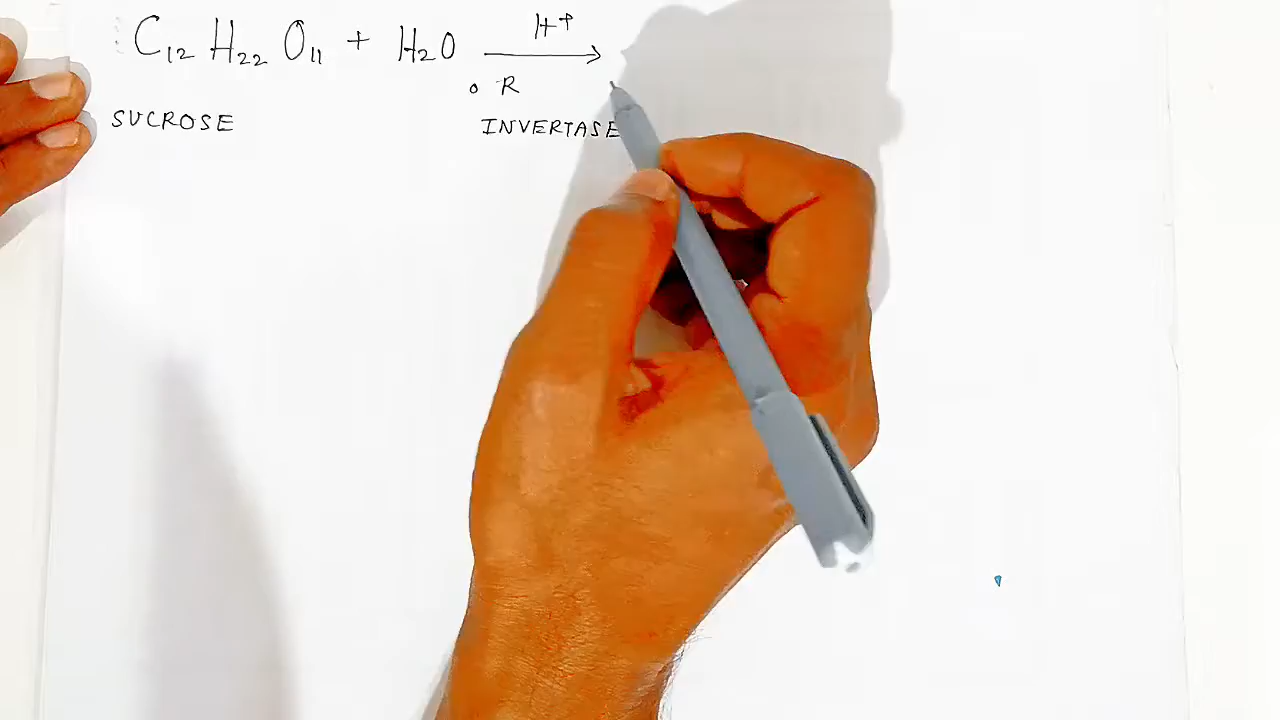 C12 H22 O11 + H2O H+ →
OR
SUCROSE INVERTASE